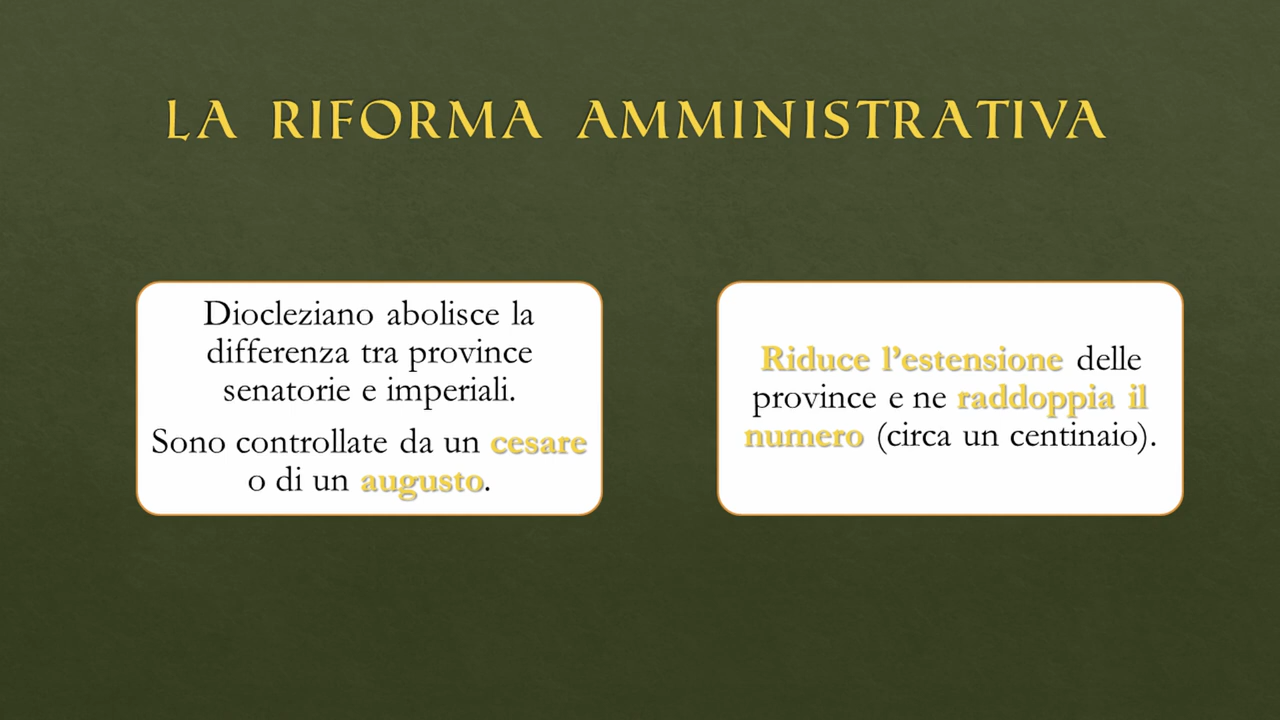 LA RIFORMA AMMINISTRATIVA
Diocleziano abolisce la
differenza tra province
senatorie e imperiali.
Sono controllate da un cesare
o di un augusto.
Riduce l’estensione delle
province e ne raddoppia il
numero (circa un centinaio).